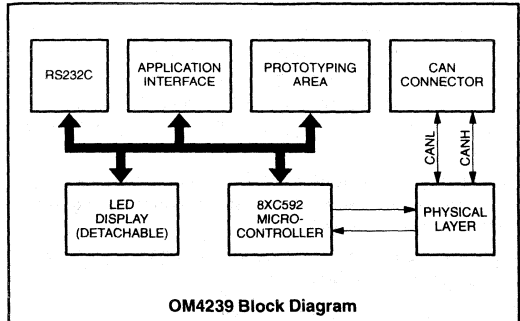 RS232C
APPLICATION
INTERFACE
PROTOTYPING
AREA
CAN
CONNECTOR
CANL
CANH
LED
DISPLAY
(DETACHABLE)
8XC592
MICRO-
CONTROLLER
PHYSICAL
LAYER
OM4239 Block Diagram